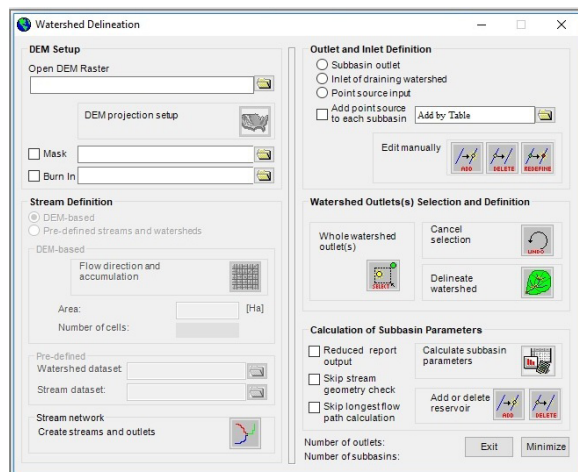 Watershed Delineation
DEM Setup
Open DEM Raster
DEM projection setup
Mask
Burn In
Stream Definition
DEM-based
Pre-defined streams and watersheds
DEM-based
Flow direction and
accumulation
Area:
[Ha]
Number of cells:
Pre-defined
Watershed dataset:
Stream dataset:
Stream network
Create streams and outlets
Outlet and Inlet Definition
Subbasin outlet
Inlet of draining watershed
Point source input
Add point source
to each subbasin
Add by Table
Edit manually
ADD
DELETE
REDEFINE
Watershed Outlets(s) Selection and Definition
Whole watershed
outlet(s)
SELECT
Cancel
selection
UNDO
Delineate
watershed
Calculation of Subbasin Parameters
Reduced report
output
Skip stream
geometry check
Skip longest flow
path calculation
Calculate subbasin
parameters
Add or delete
reservoir
ADD
DELETE
Number of outlets:
Number of subbasins:
Exit
Minimize